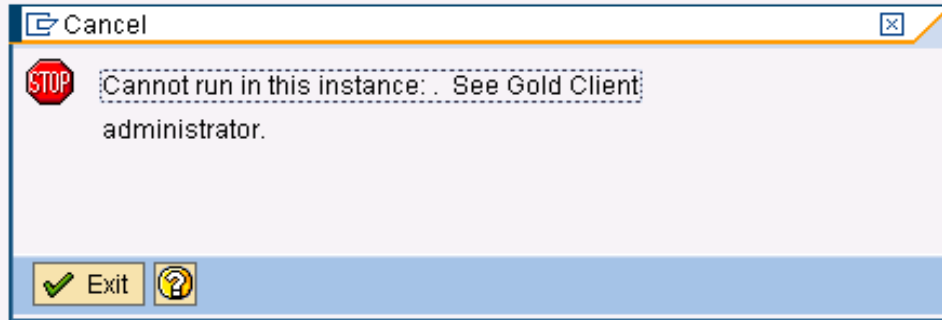 Cancel
STOP
Cannot run in this instance: . See Gold Client
administrator.
Exit